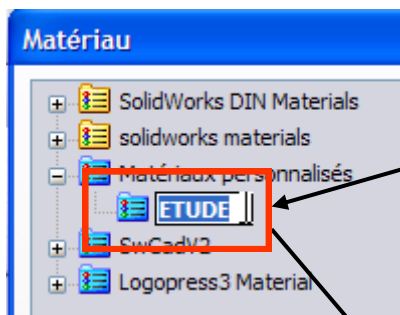 Matériau
SolidWorks DIN Materials
solidworks materials
Matériaux personnalisés
ETUDE
SwCadV2
Logopress3 Material